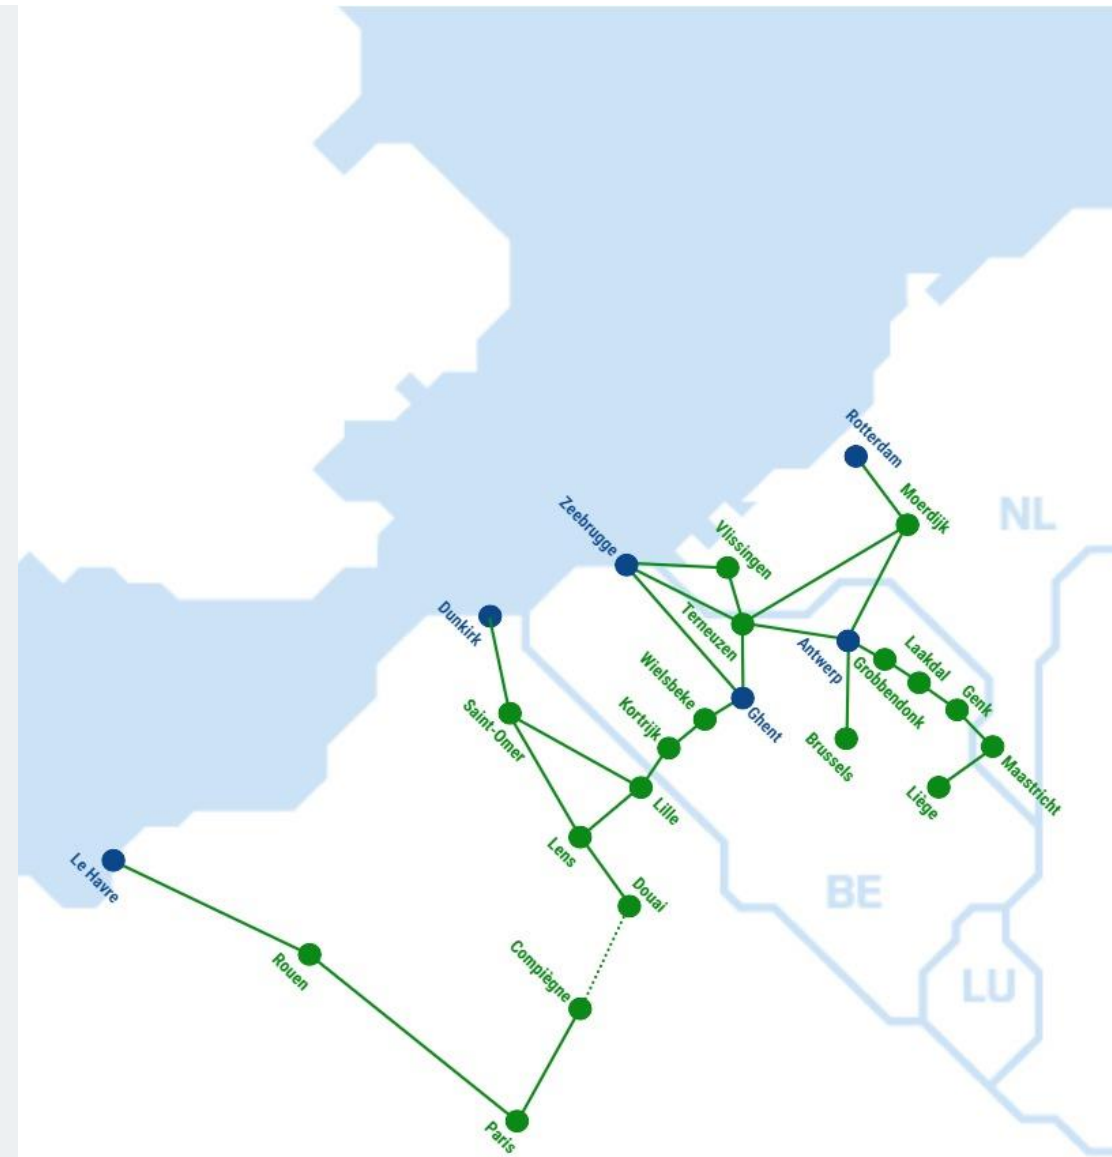 Rotterdam
Moerdijk
NL
Zeebrugge
Vlissingen
Dunkirk
Terneuzen
Antwerp
Laakdal
Grobbendonk
Genk
Wielsbeke
Kortrijk
Ghent
Saint-Omer
Brussels
Maastricht
Liège
Lille
Lens
Le Havre
Douai
BE
Compiègne
Rouen
LU
Paris